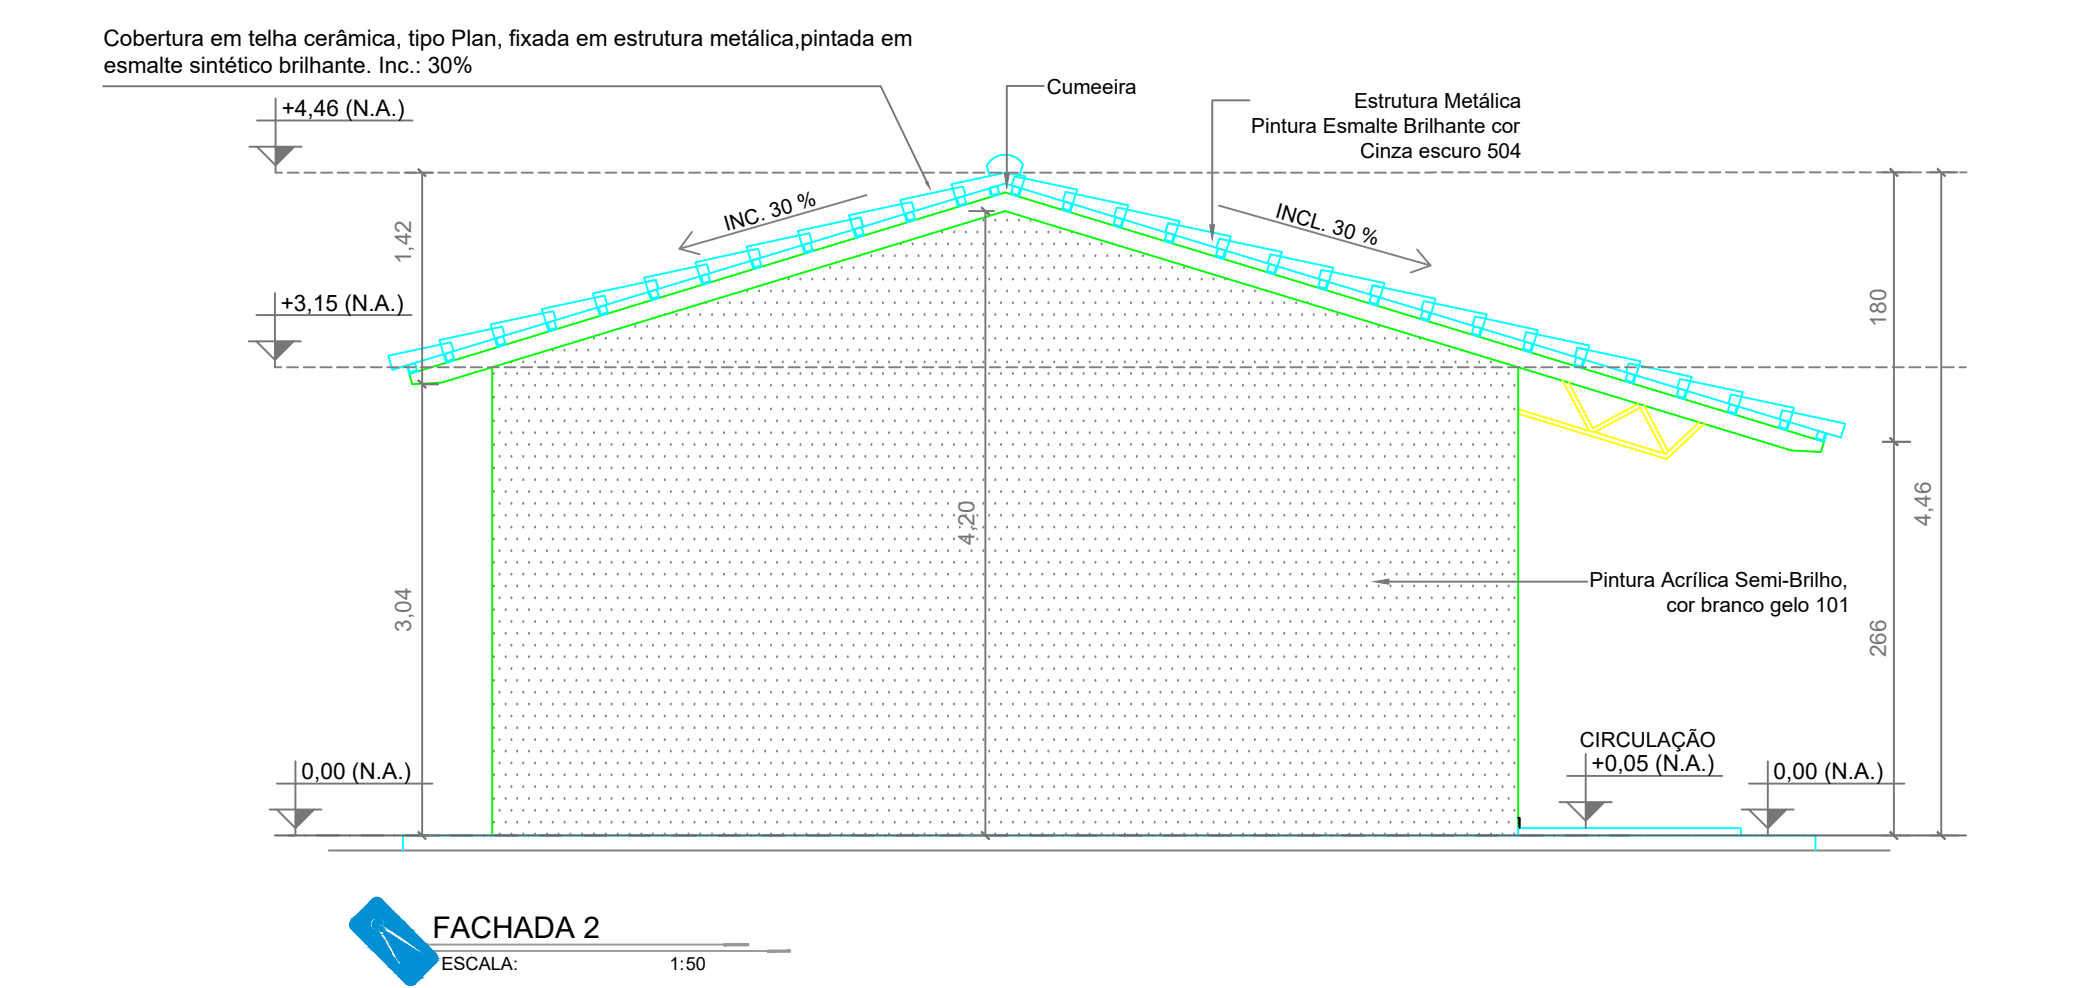 Cobertura em telha cerâmica, tipo Plan, fixada em estrutura metálica,pintada em
esmalte sintético brilhante. Inc.: 30%
Cumeeira
+4,46 (N.A.)
Estrutura Metálica
Pintura Esmalte Brilhante cor
Cinza escuro 504
INC. 30 %
INCL. 30 %
1,42
+3,15 (N.A.)
180
4,20
4,46
Pintura Acrílica Semi-Brilho,
cor branco gelo 101
3,04
266
CIRCULAÇÃO
+0,05 (N.A.)
0,00 (N.A.)
0,00 (N.A.)
FACHADA 2
ESCALA: 1:50